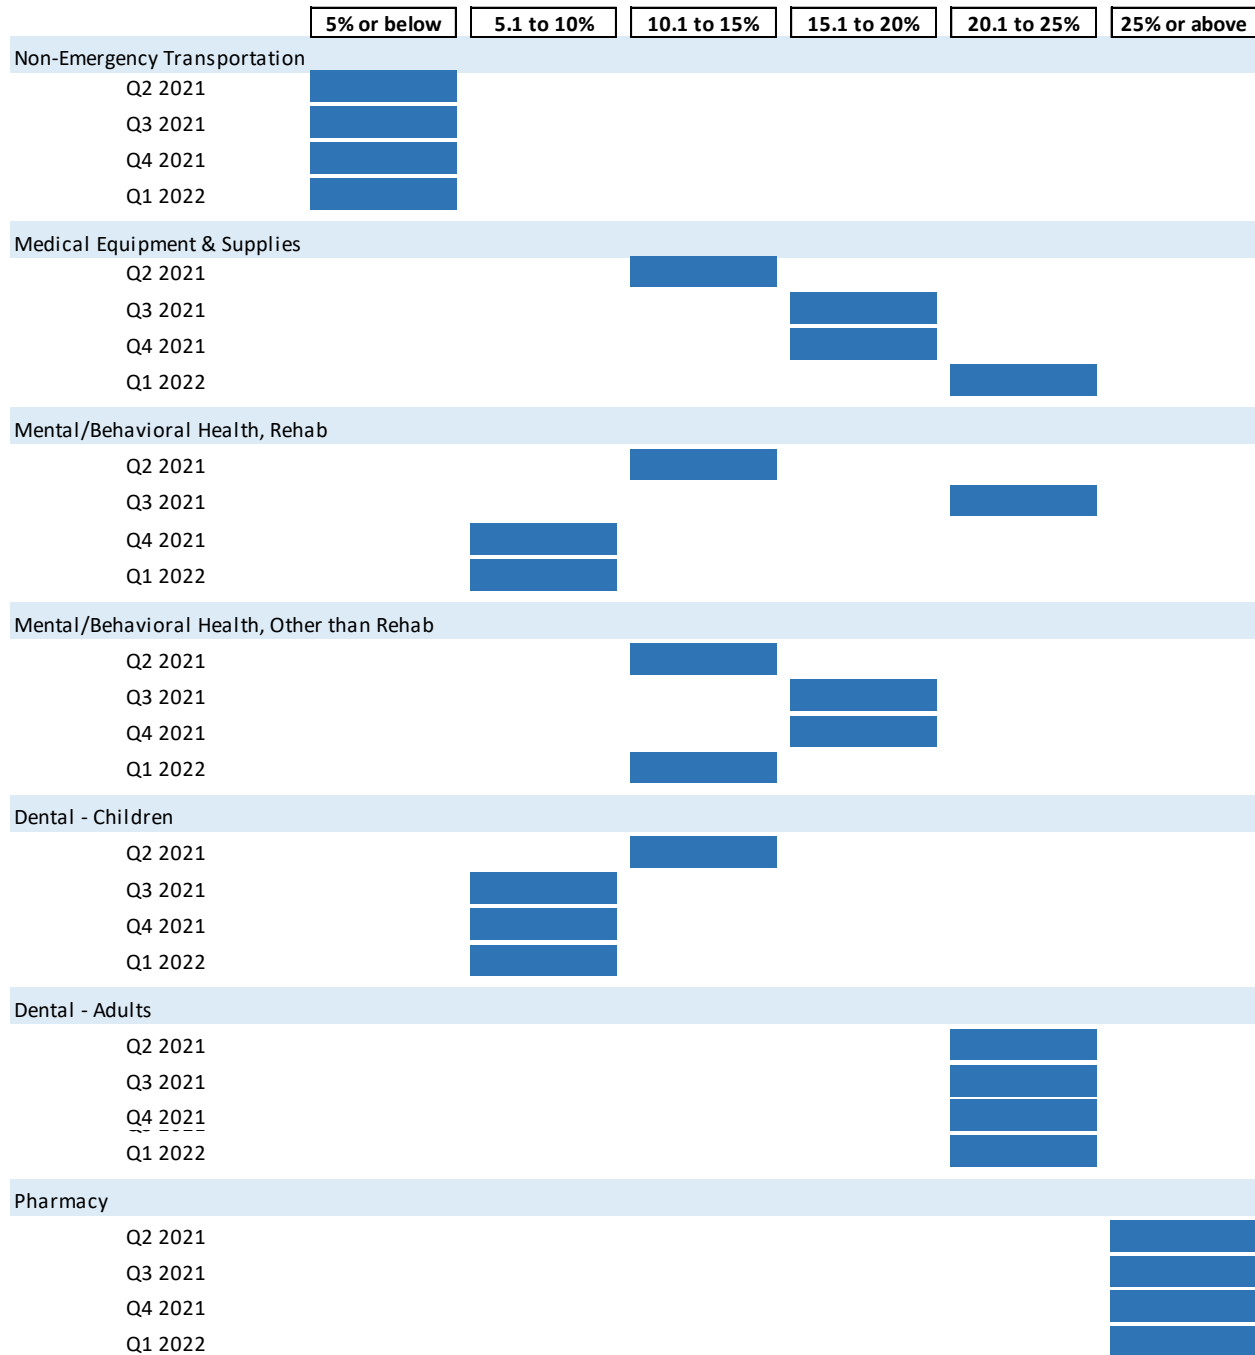 5% or below 5.1 to 10% 10.1 to 15% 15.1 to 20% 20.1 to 25% 25% or above
Non-Emergency Transportation
Q2 2021
Q3 2021
Q4 2021
Q1 2022
Medical Equipment & Supplies
Q2 2021
Q3 2021
Q4 2021
Q1 2022
Mental/Behavioral Health, Rehab
Q2 2021
Q3 2021
Q4 2021
Q1 2022
Mental/Behavioral Health, Other than Rehab
Q2 2021
Q3 2021
Q4 2021
Q1 2022
Dental - Children
Q2 2021
Q3 2021
Q4 2021
Q1 2022
Dental - Adults
Q2 2021
Q3 2021
Q4 2021
Q1 2022
Pharmacy
Q2 2021
Q3 2021
Q4 2021
Q1 2022